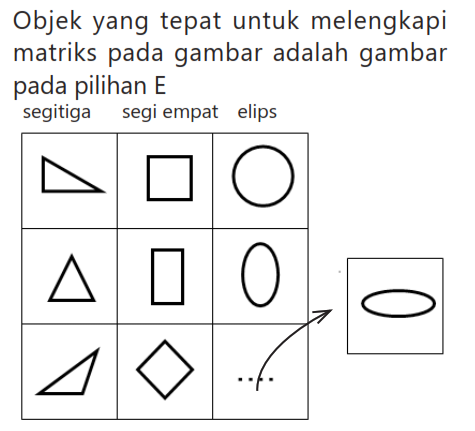 Objek yang tepat untuk melengkapi
matriks pada gambar adalah gambar
pada pilihan E
segitiga segi empat elips
....